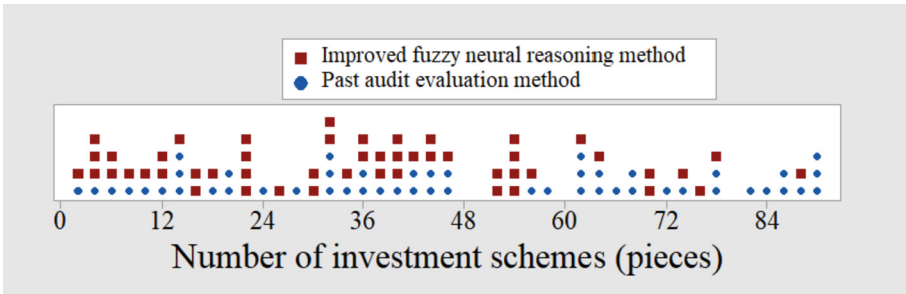 Improved fuzzy neural reasoning method
Past audit evaluation method
0 12 24 36 48 60 72 84
Number of investment schemes (pieces)